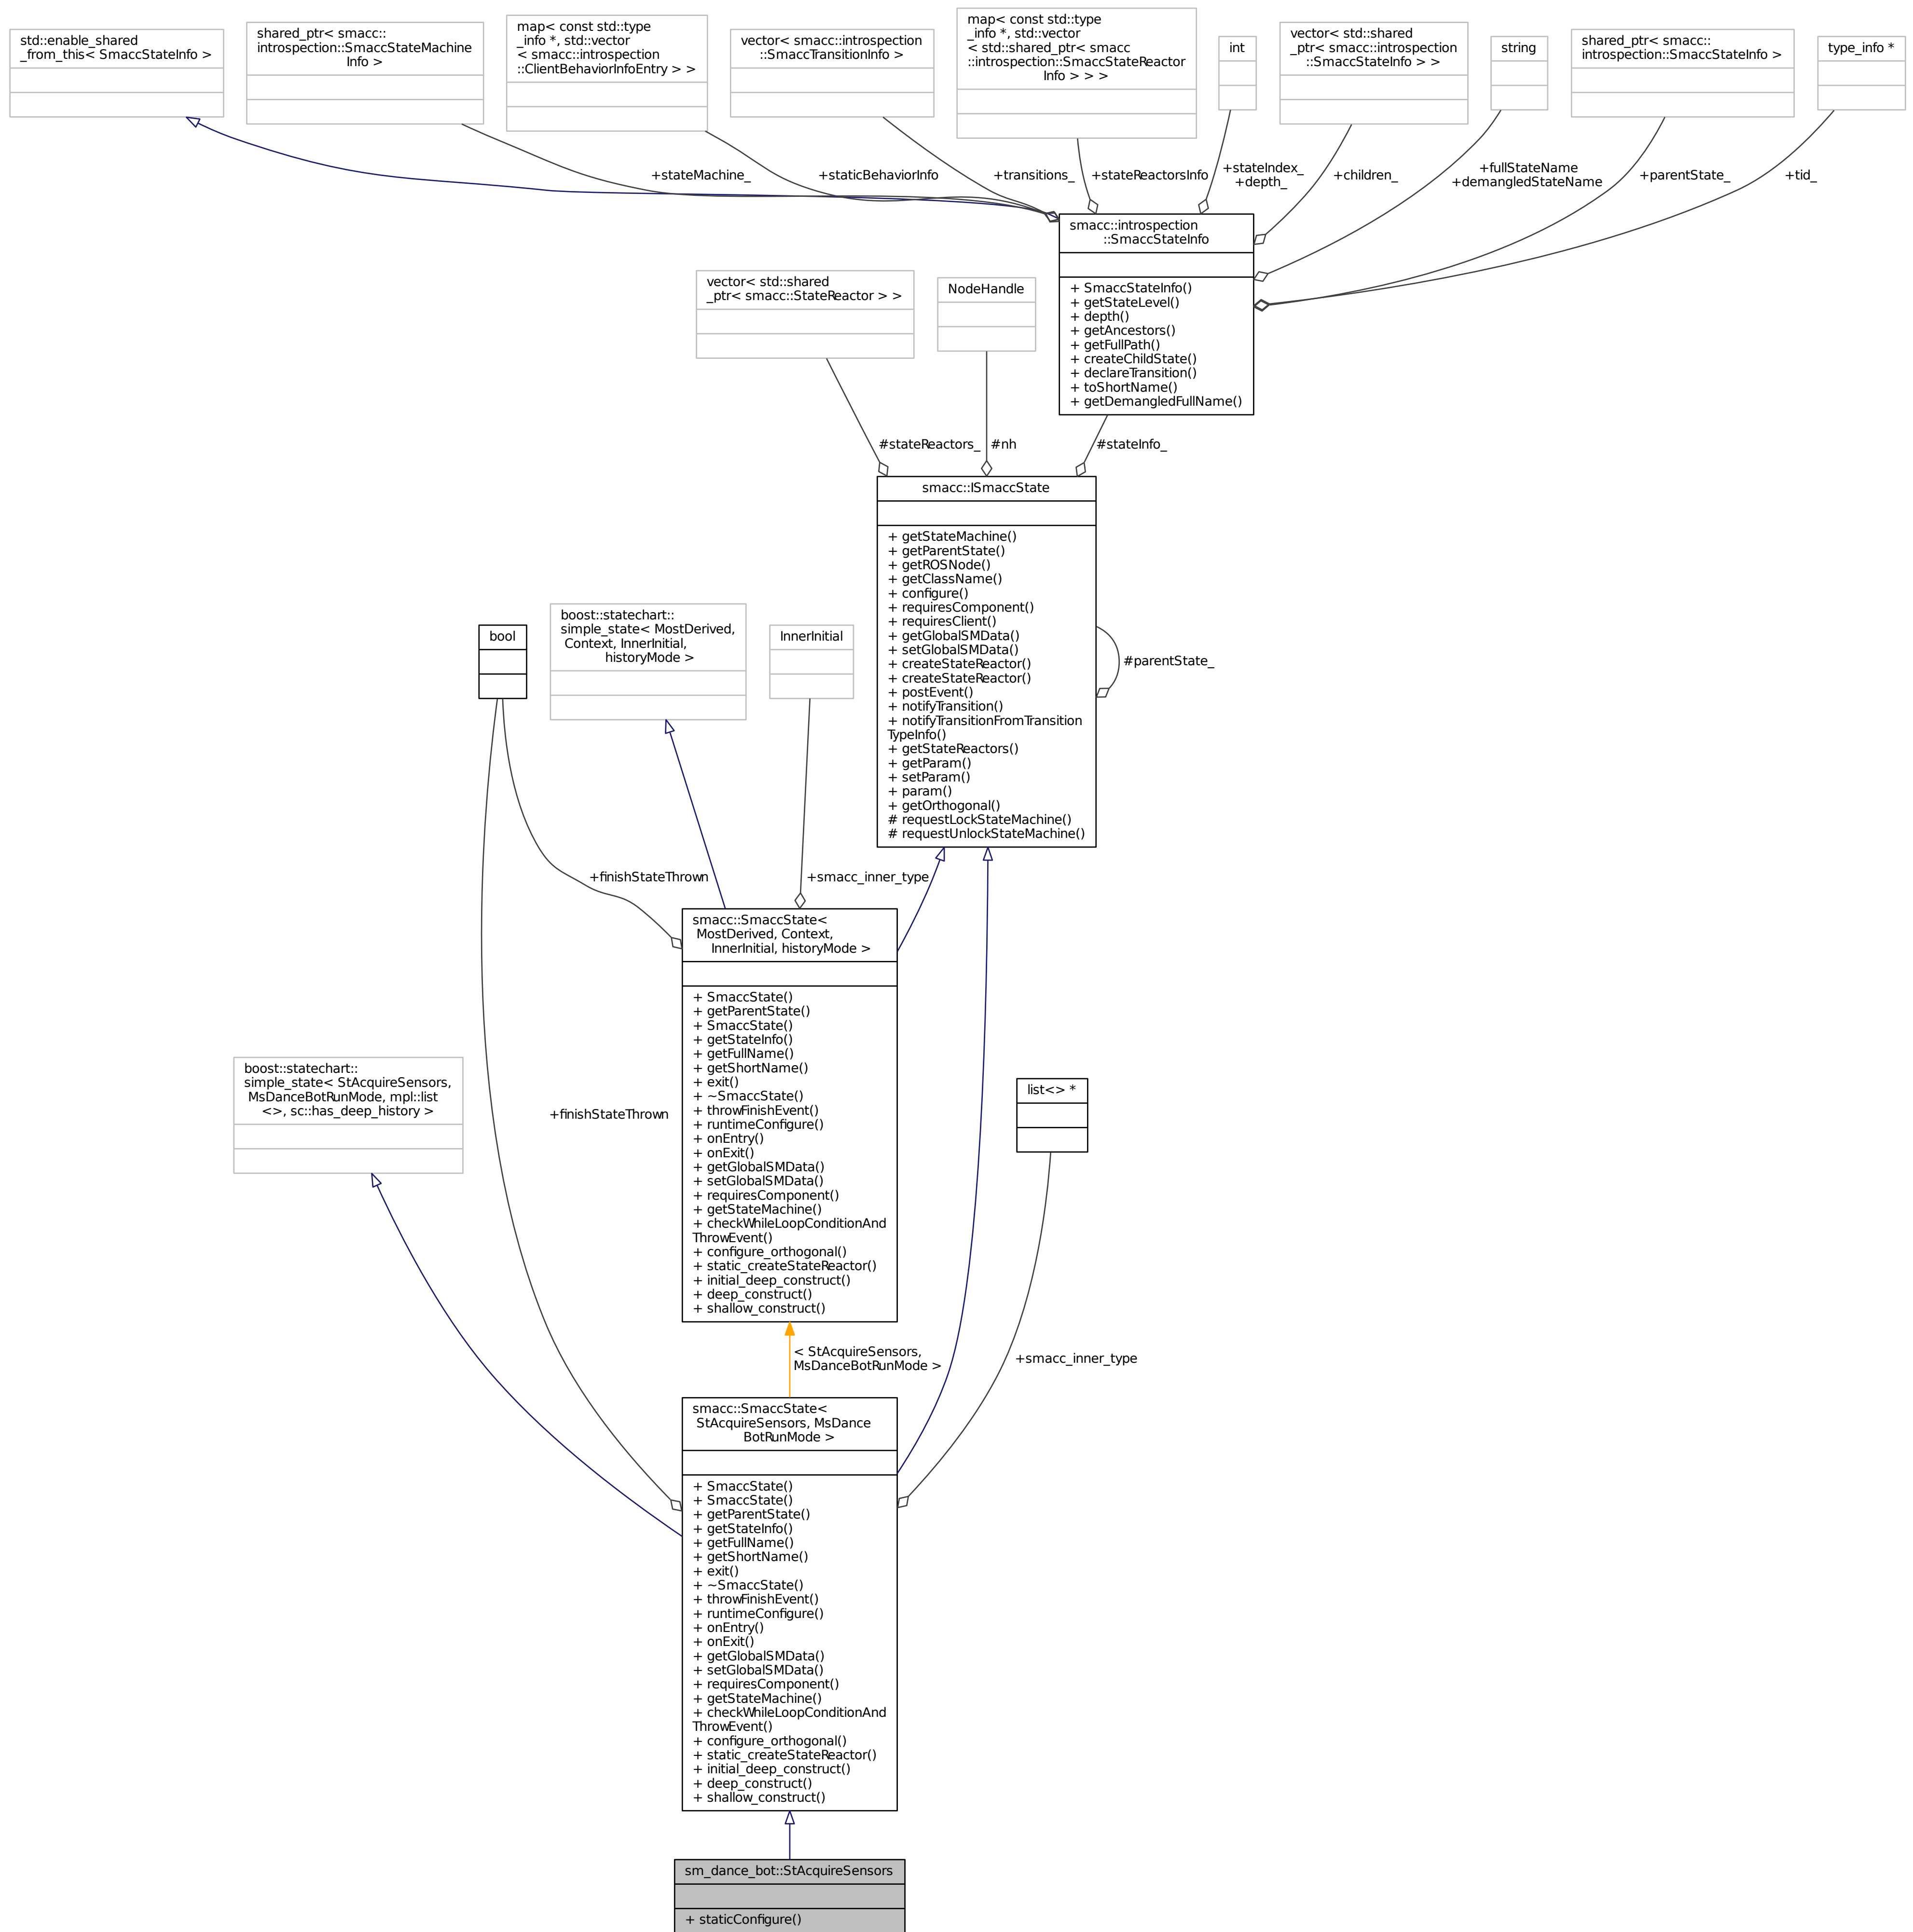 std::enable_shared
_from_this< SmaccStateInfo >
shared_ptr< smacc::
introspection::SmaccStateMachine
Info >
map< const std::type
_info *, std::vector
< smacc::introspection
::ClientBehaviorInfoEntry > >
vector< smacc::introspection
::SmaccTransitionInfo >
map< const std::type
_info *, std::vector
< std::shared_ptr< smacc
::introspection::SmaccStateReactor
Info > > >
int
vector< std::shared
_ptr< smacc::introspection
::SmaccStateInfo > >
string
shared_ptr< smacc::
introspection::SmaccStateInfo >
type_info *
+stateMachine_
+staticBehaviorInfo
+transitions_
+stateReactorsInfo
+stateIndex_
+depth_
+children_
+fullStateName
+demangledStateName
+parentState_
+tid_
smacc::introspection
::SmaccStateInfo
+ SmaccStateInfo()
+ getStateLevel()
+ depth()
+ getAncestors()
+ getFullPath()
+ createChildState()
+ declareTransition()
+ toShortName()
+ getDemangledFullName()
vector< std::shared
_ptr< smacc::StateReactor > >
NodeHandle
#stateReactors_
#nh
#stateInfo_
smacc::ISmaccState
+ getStateMachine()
+ getParentState()
+ getROSNode()
+ getClassName()
+ configure()
+ requiresComponent()
+ requiresClient()
+ getGlobalSMData()
+ setGlobalSMData()
+ createStateReactor()
+ createStateReactor()
+ postEvent()
+ notifyTransition()
+ notifyTransitionFromTransition
TypeInfo()
+ getStateReactors()
+ getParam()
+ setParam()
+ param()
+ getOrthogonal()
# requestLockStateMachine()
# requestUnlockStateMachine()
#parentState_
bool
boost::statechart::
simple_state< MostDerived,
Context, InnerInitial,
historyMode >
InnerInitial
+finishStateThrown
+smacc_inner_type
smacc::SmaccState<
MostDerived, Context,
InnerInitial, historyMode >
+ SmaccState()
+ getParentState()
+ SmaccState()
+ getStateInfo()
+ getFullName()
+ getShortName()
+ exit()
+ ~SmaccState()
+ throwFinishEvent()
+ runtimeConfigure()
+ onEntry()
+ onExit()
+ getGlobalSMData()
+ setGlobalSMData()
+ requiresComponent()
+ getStateMachine()
+ checkWhileLoopConditionAnd
ThrowEvent()
+ configure_orthogonal()
+ static_createStateReactor()
+ initial_deep_construct()
+ deep_construct()
+ shallow_construct()
boost::statechart::
simple_state< StAcquireSensors,
MsDanceBotRunMode, mpl::list
<>, sc::has_deep_history >
+finishStateThrown
list<> *
< StAcquireSensors,
MsDanceBotRunMode >
+smacc_inner_type
smacc::SmaccState<
StAcquireSensors, MsDance
BotRunMode >
+ SmaccState()
+ SmaccState()
+ getParentState()
+ getStateInfo()
+ getFullName()
+ getShortName()
+ exit()
+ ~SmaccState()
+ throwFinishEvent()
+ runtimeConfigure()
+ onEntry()
+ onExit()
+ getGlobalSMData()
+ setGlobalSMData()
+ requiresComponent()
+ getStateMachine()
+ checkWhileLoopConditionAnd
ThrowEvent()
+ configure_orthogonal()
+ static_createStateReactor()
+ initial_deep_construct()
+ deep_construct()
+ shallow_construct()
sm_dance_bot::StAcquireSensors
+ staticConfigure()